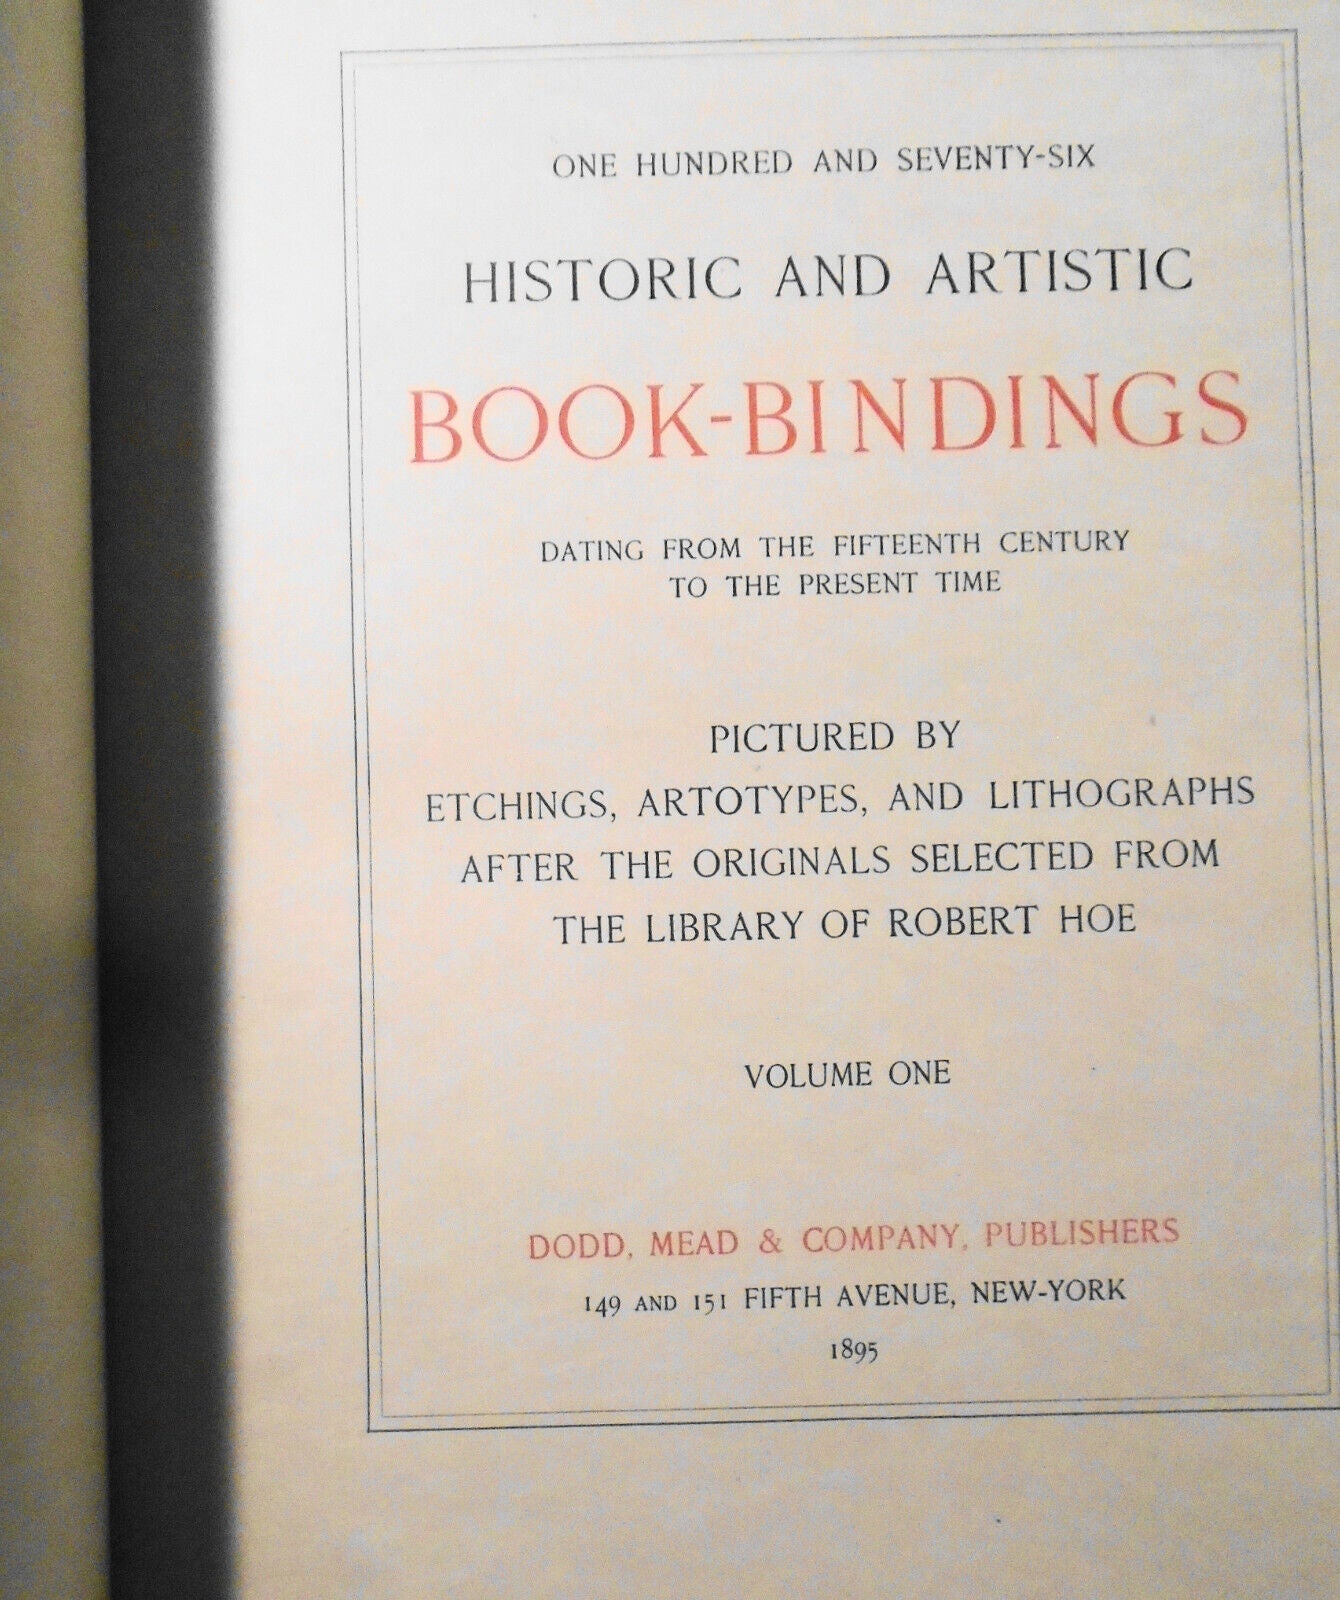 ONE HUNDRED AND SEVENTY-SIX
HISTORIC AND ARTISTIC
BOOK-BINDINGS
DATING FROM THE FIFTEENTH CENTURY
TO THE PRESENT TIME
PICTURED BY
ETCHINGS, ARTOTYPES, AND LITHOGRAPHS
AFTER THE ORIGINALS SELECTED FROM
THE LIBRARY OF ROBERT HOE
VOLUME ONE
DODD, MEAD & COMPANY, PUBLISHERS
149 AND 151 FIFTH AVENUE, NEW-YORK
1895